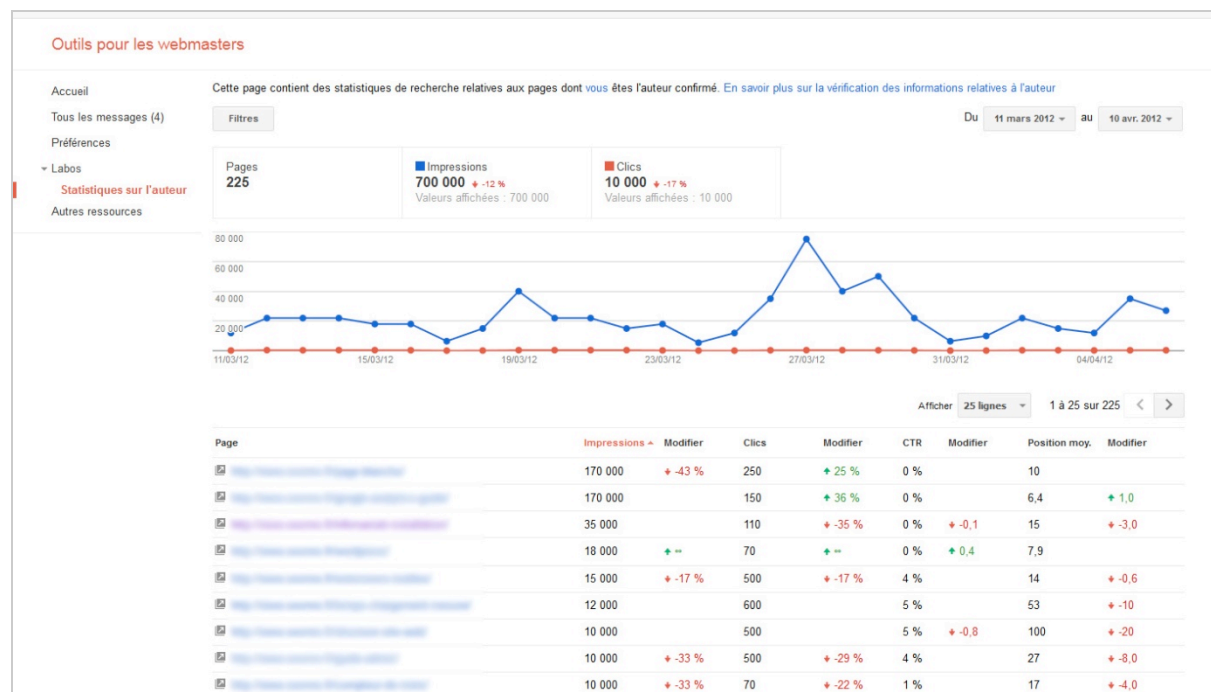 Outils pour les webmasters
Accueil
Tous les messages (4)
Préférences
Labos
Statistiques sur l'auteur
Autres ressources
Cette page contient des statistiques de recherche relatives aux pages dont vous êtes l'auteur confirmé. En savoir plus sur la vérification des informations relatives à l'auteur
Filtres Du 11 mars 2012 au 10 avr. 2012
Pages Impressions Clics
225 700 000 -12 % 10 000 -17 %
Valeurs affichées : 700 000 Valeurs affichées : 10 000
80 000
60 000
40 000
20 000
11/03/12 15/03/12 19/03/12 23/03/12 27/03/12 31/03/12 04/04/12
Afficher 25 lignes 1 à 25 sur 225
Page Impressions Modifier Clics Modifier CTR Modifier Position moy. Modifier
170 000 -43 % 250 25 % 0 % 10
170 000 150 36 % 0 % 6,4 1,0
35 000 110 -35 % 0 % -0,1 15 -3,0
18 000 ∞ 70 ∞ 0 % 0,4 7,9
15 000 -17 % 500 -17 % 4 % 14 -0,6
12 000 600 5 % 53 -10
10 000 500 5 % -0,8 100 -20
10 000 -33 % 500 -29 % 4 % 27 -8,0
10 000 -33 % 70 -22 % 1 % 17 -4,0